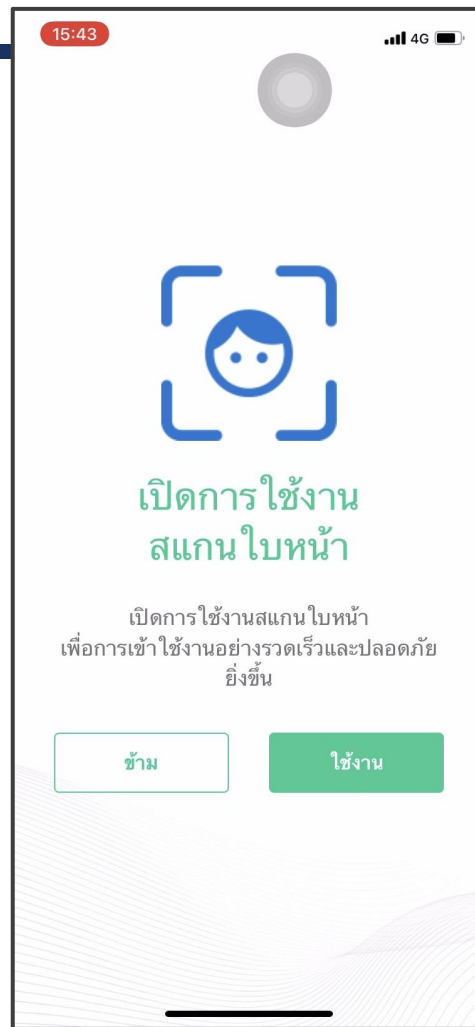 15:43
4G
เปิดการใช้งาน
สแกนใบหน้า
เปิดการใช้งานสแกนใบหน้า
เพื่อการเข้าใช้งานอย่างรวดเร็วและปลอดภัย
ยิ่งขึ้น
ข้าม
ใช้งาน